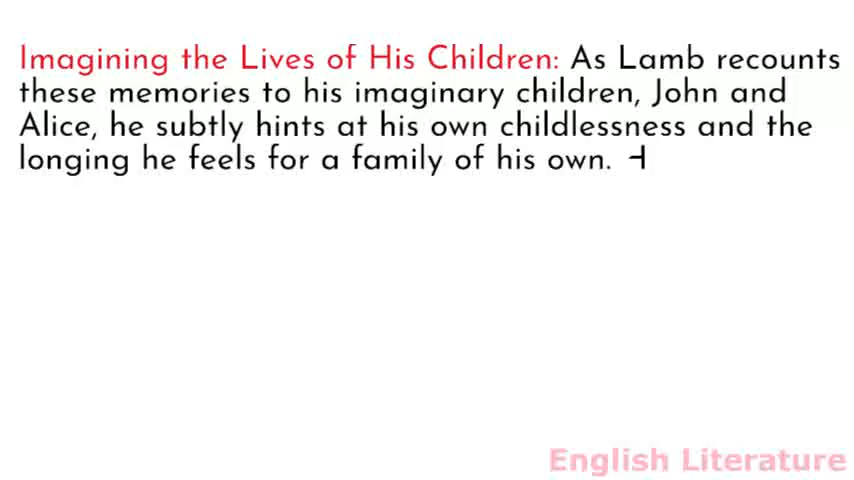 Imagining the Lives of His Children: As Lamb recounts
these memories to his imaginary children, John and
Alice, he subtly hints at his own childlessness and the
longing he feels for a family of his own.
English Literature